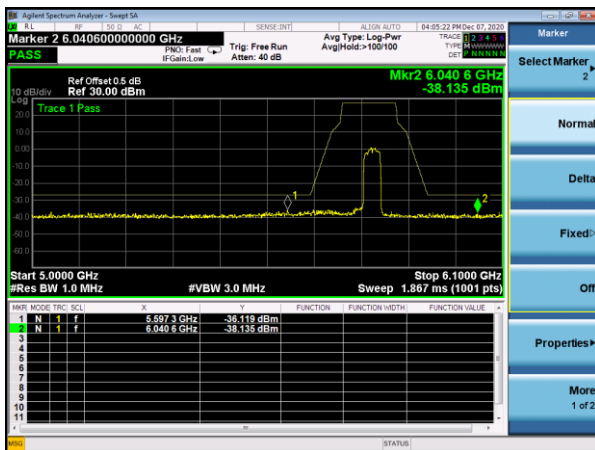 Agilent Spectrum Analyzer - Swept SA
RL RF 50 Ω AC SENSE:INT ALIGN AUTO 04:05:22 PM Dec 07, 2020
Marker 2 6.040600000000 GHz
PNO: Fast
IFGain:Low
Trig: Free Run
Atten: 40 dB
Avg Type: Log-Pwr
Avg|Hold:>100/100
TRACE 1 2 3 4 5 6
TYPE M W W W W W
DET P N N N N N
PASS
Ref Offset 0.5 dB
Ref 30.00 dBm
10 dB/div
Log
Mkr2 6.040 6 GHz
-38.135 dBm
Trace 1 Pass
20.0
10.0
0.00
-10.0
-20.0
-30.0
-40.0
-50.0
-60.0
1
2
Start 5.0000 GHz
Stop 6.1000 GHz
#Res BW 1.0 MHz #VBW 3.0 MHz Sweep 1.867 ms (1001 pts)
MKR MODE TRC SCL X Y FUNCTION FUNCTION WIDTH FUNCTION VALUE
1 N 1 f 5.597 3 GHz -36.119 dBm
2 N 1 f 6.040 6 GHz -38.135 dBm
3
4
5
6
7
8
9
10
11
MSG
STATUS
Marker
Select Marker
2
Normal
Delta
Fixed
Off
Properties
More
1 of 2